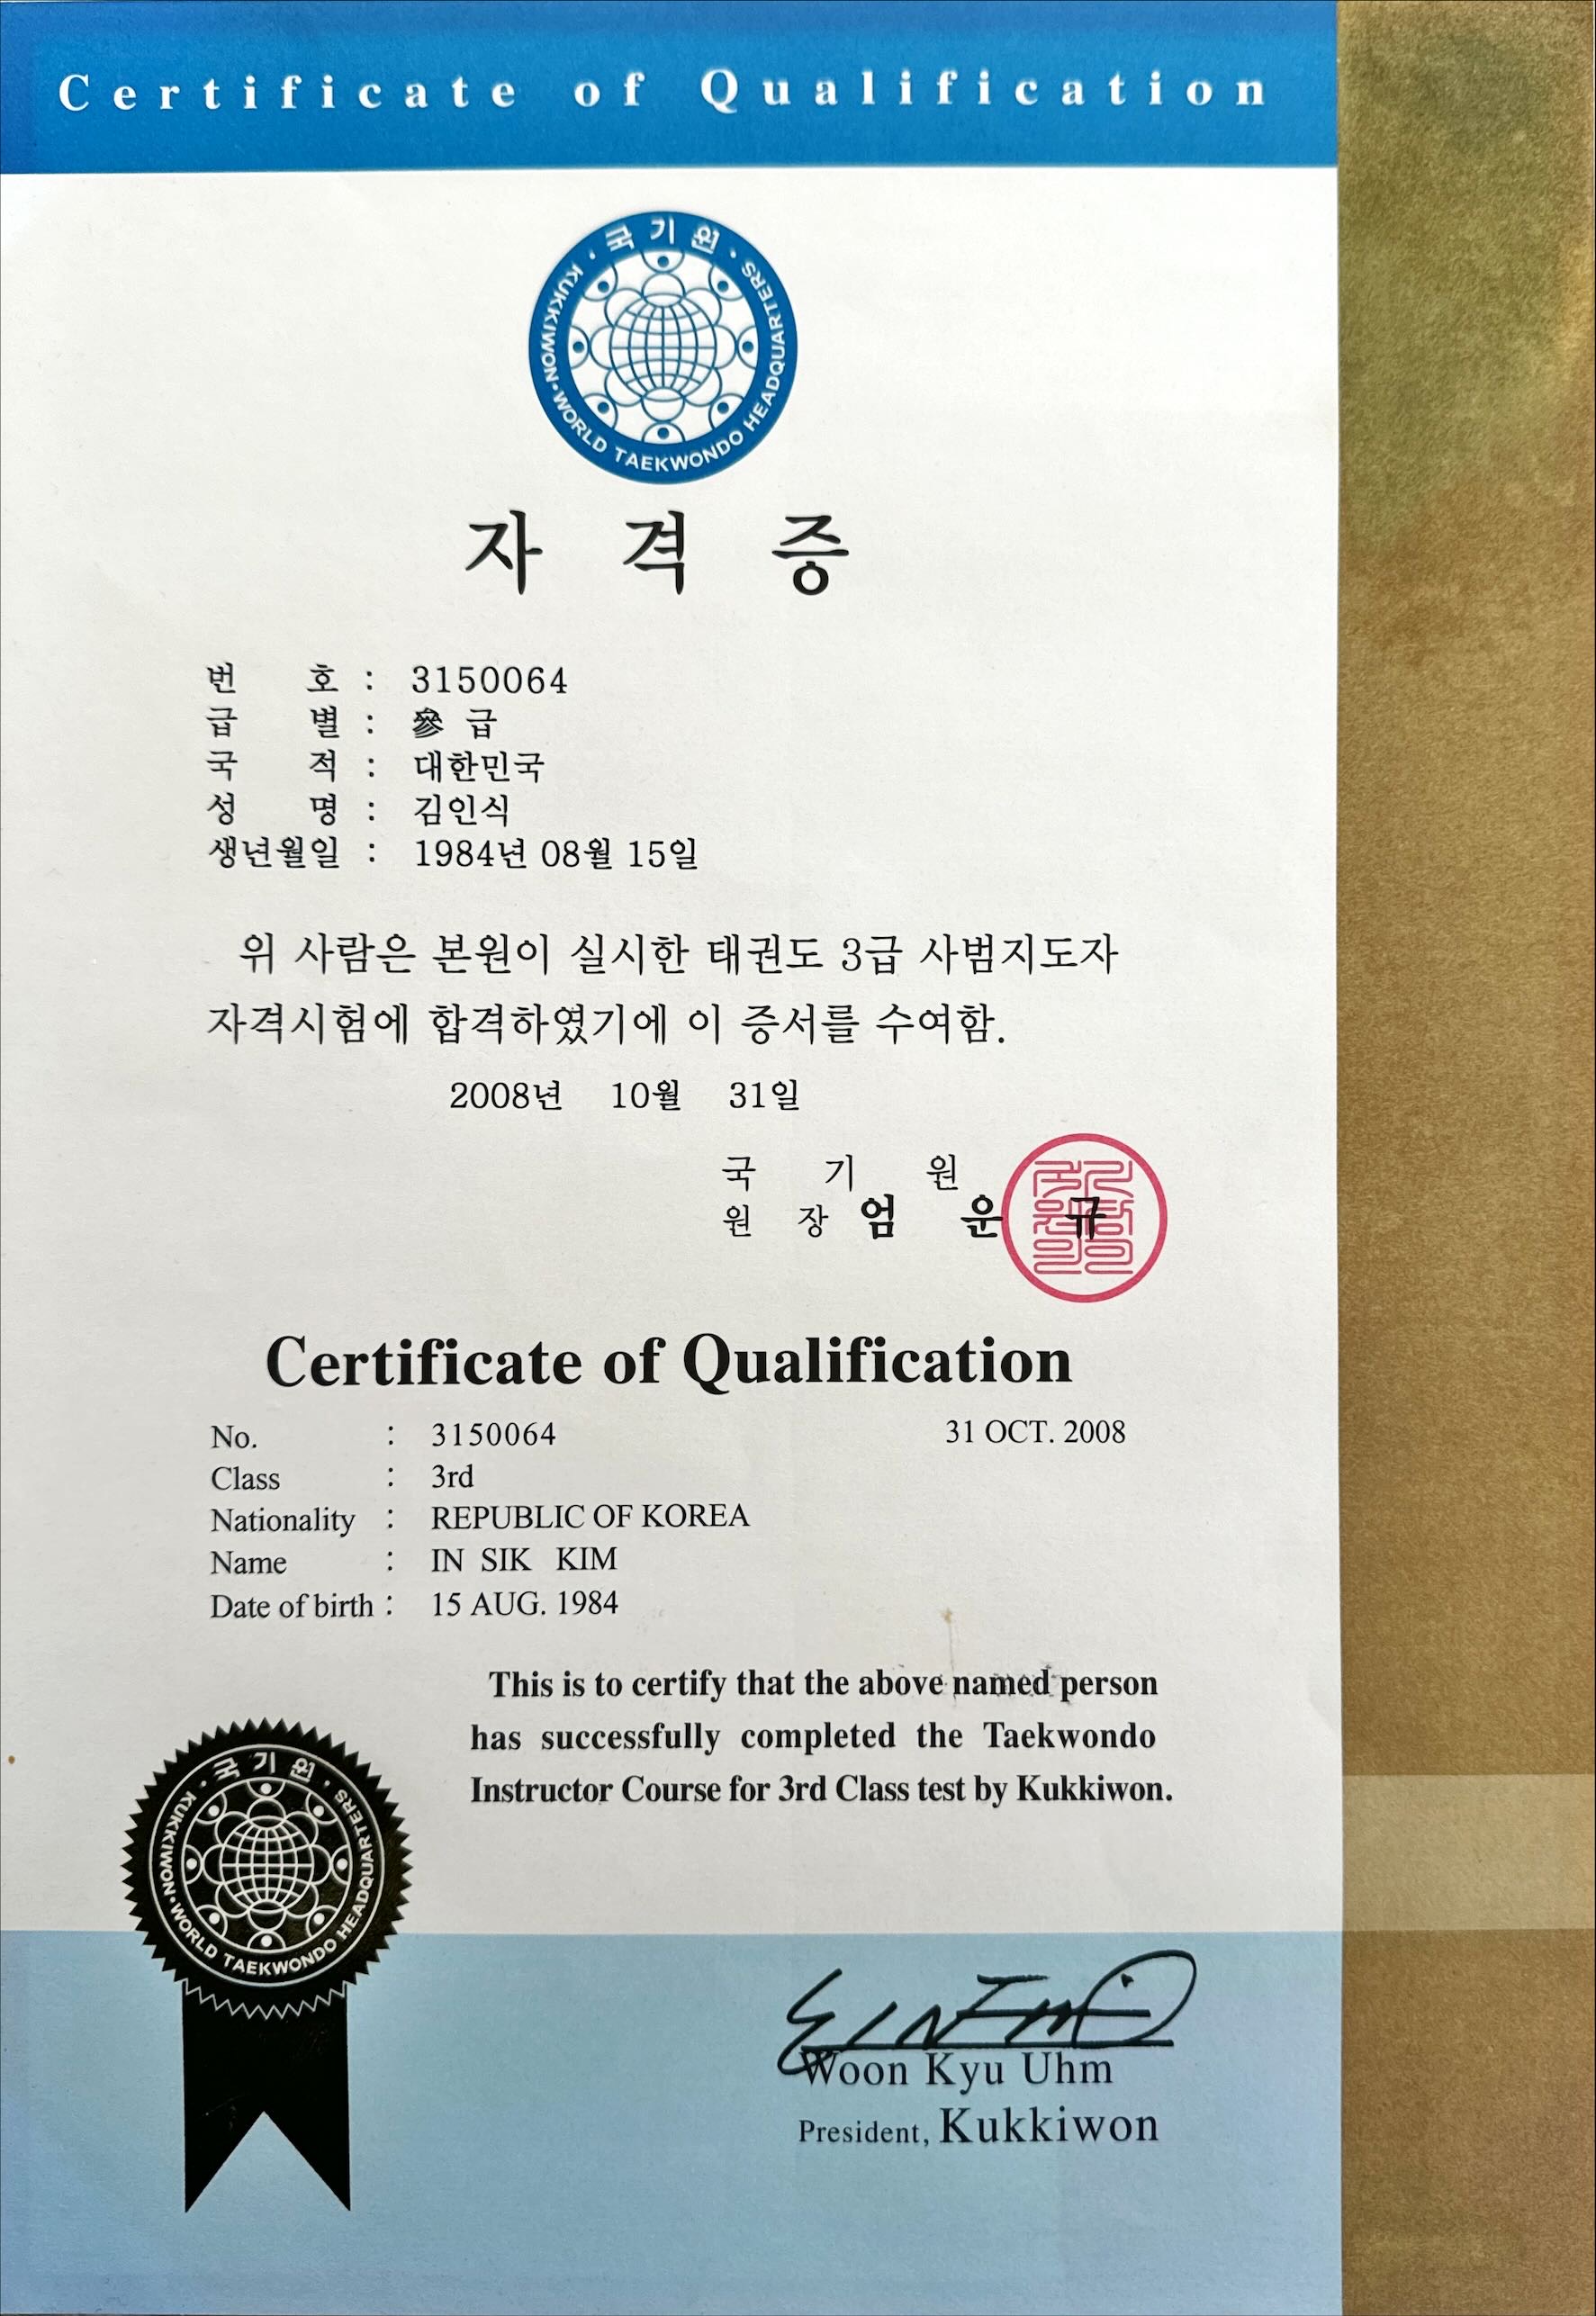 Certificate of Qualification
국기원
KUKKIWON · WORLD TAEKWONDO HEADQUARTERS
자 격 증
번 호 : 3150064
급 별 : 參 급
국 적 : 대한민국
성 명 : 김인식
생년월일 : 1984년 08월 15일
위 사람은 본원이 실시한 태권도 3급 사범지도자
자격시험에 합격하였기에 이 증서를 수여함.
2008년 10월 31일
국 기 원
원 장 엄 운 규
Certificate of Qualification
No. : 3150064 31 OCT. 2008
Class : 3rd
Nationality : REPUBLIC OF KOREA
Name : IN SIK KIM
Date of birth : 15 AUG. 1984
This is to certify that the above named person
has successfully completed the Taekwondo
Instructor Course for 3rd Class test by Kukkiwon.
국기원
KUKKIWON · WORLD TAEKWONDO HEADQUARTERS
Woon Kyu Uhm
President, Kukkiwon